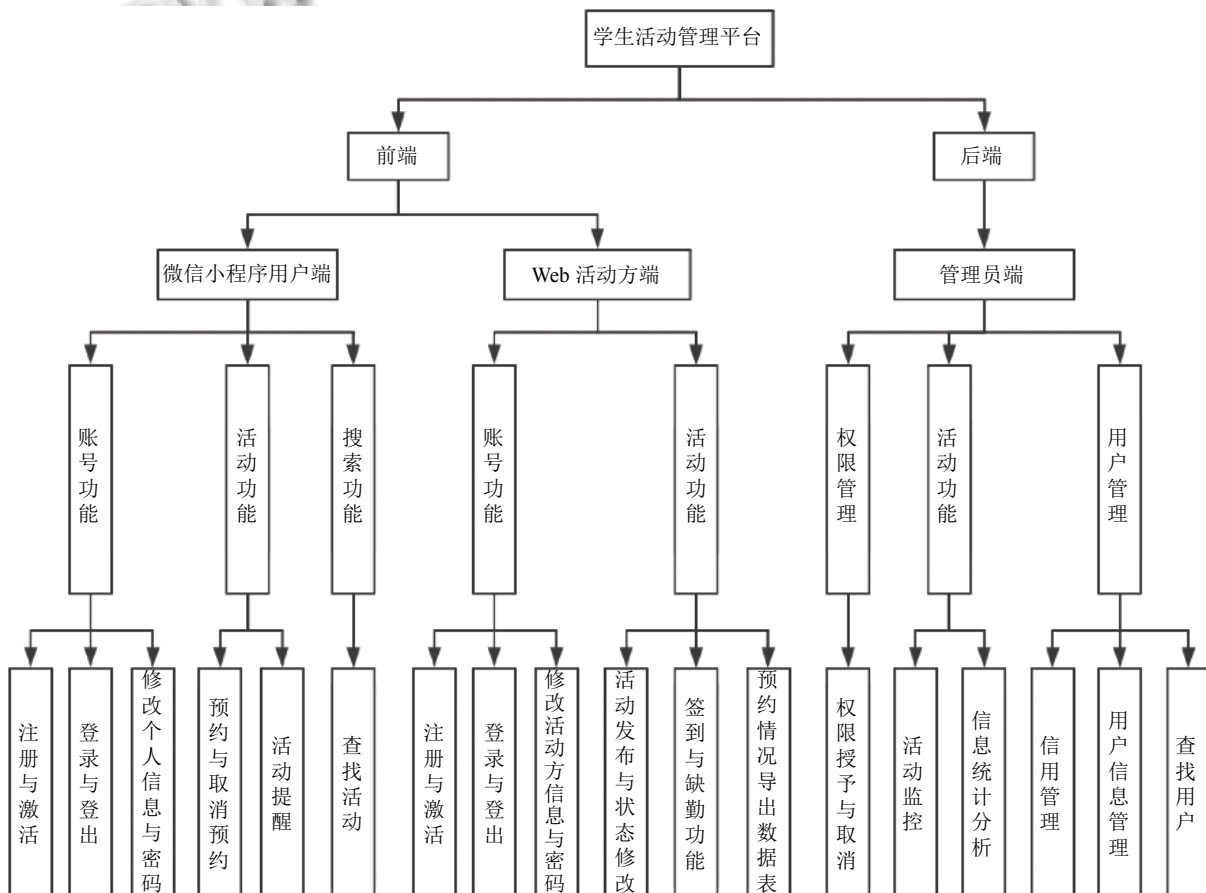 学生活动管理平台
前端
后端
微信小程序用户端
Web 活动方端
管理员端
账号功能
活动功能
搜索功能
账号功能
活动功能
权限管理
活动功能
用户管理
注册与激活
登录与登出
修改个人信息与密码
预约与取消预约
活动提醒
查找活动
注册与激活
登录与登出
修改活动方信息与密码
活动发布与状态修改
签到与缺勤功能
预约情况导出数据表
权限授予与取消
活动监控
信息统计分析
信用管理
用户信息管理
查找用户